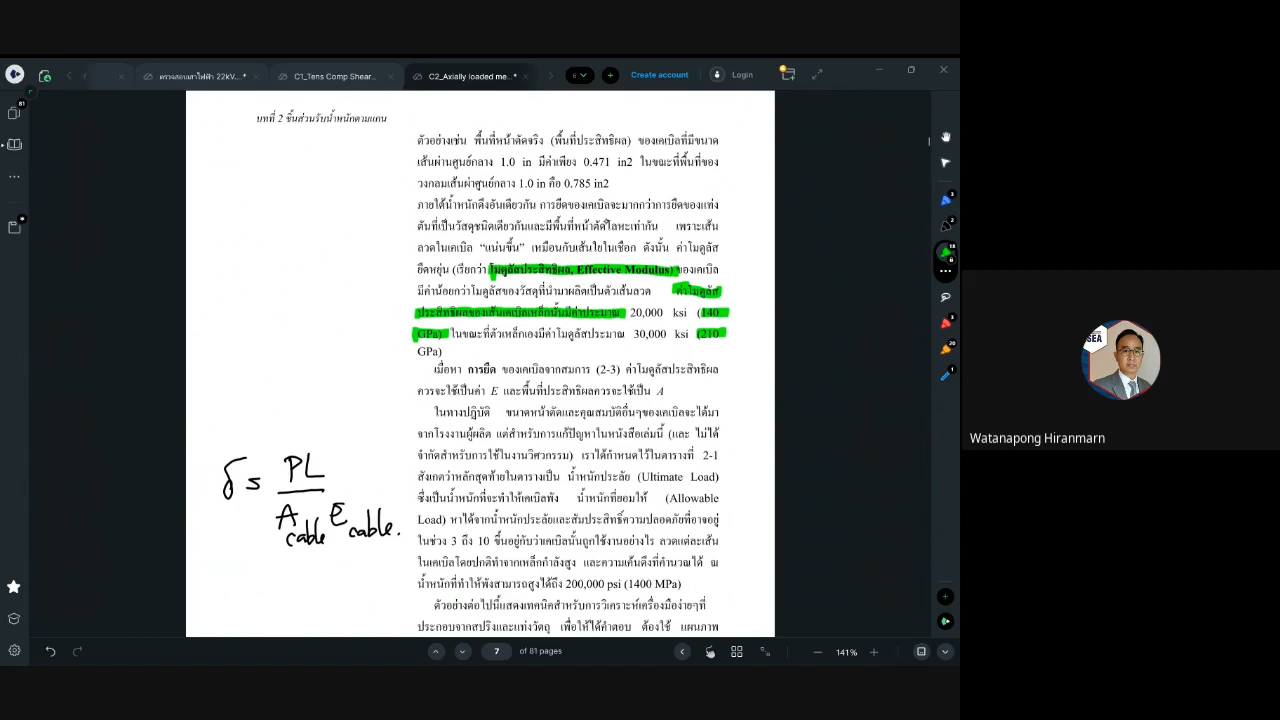 ตรวจสอบเสาไฟฟ้า 22kV...*
C1_Tens Comp Shear...
C2_Axially loaded me...*
6
Create account
Login
81
บทที่ 2 ชิ้นส่วนรับน้ำหนักตามแกน
ตัวอย่างเช่น พื้นที่หน้าตัดจริง (พื้นที่ประสิทธิผล) ของเคเบิลที่มีขนาด
เส้นผ่านศูนย์กลาง 1.0 in มีค่าเพียง 0.471 in2 ในขณะที่พื้นที่ของ
วงกลมเส้นผ่าศูนย์กลาง 1.0 in คือ 0.785 in2
ภายใต้น้ำหนักดึงอันเดียวกัน การยืดของเคเบิลจะมากกว่าการยืดของแท่ง
ตันที่เป็นวัสดุชนิดเดียวกันและมีพื้นที่หน้าตัดโลหะเท่ากัน เพราะเส้น
ลวดในเคเบิล “แน่นขึ้น” เหมือนกับเส้นใยในเชือก ดังนั้น ค่าโมดูลัส
ยืดหยุ่น (เรียกว่า โมดูลัสประสิทธิผล, Effective Modulus) ของเคเบิล
มีค่าน้อยกว่าโมดูลัสของวัสดุที่นำมาผลิตเป็นตัวเส้นลวด ค่าโมดูลัส
ประสิทธิผลของเส้นเคเบิลเหล็กนั้นมีค่าประมาณ 20,000 ksi (140
GPa) ในขณะที่ตัวเหล็กเองมีค่าโมดูลัสประมาณ 30,000 ksi (210
GPa)
เมื่อหา การยืด ของเคเบิลจากสมการ (2-3) ค่าโมดูลัสประสิทธิผล
ควรจะใช้เป็นค่า E และพื้นที่ประสิทธิผลควรจะใช้เป็น A
ในทางปฎิบัติ ขนาดหน้าตัดและคุณสมบัติอื่นๆของเคเบิลจะได้มา
จากโรงงานผู้ผลิต แต่สำหรับการแก้ปัญหาในหนังสือเล่มนี้ (และ ไม่ได้
จำกัดสำหรับการใช้ในงานวิศวกรรม) เราได้กำหนดไว้ในตารางที่ 2-1
สังเกตว่าหลักสุดท้ายในตารางเป็น น้ำหนักประลัย (Ultimate Load)
ซึ่งเป็นน้ำหนักที่จะทำให้เคเบิลพัง น้ำหนักที่ยอมให้ (Allowable
Load) หาได้จากน้ำหนักประลัยและสัมประสิทธิ์ความปลอดภัยที่อาจอยู่
ในช่วง 3 ถึง 10 ขึ้นอยู่กับว่าเคเบิลนั้นถูกใช้งานอย่างไร ลวดแต่ละเส้น
ในเคเบิลโดยปกติทำจากเหล็กกำลังสูง และความเค้นดึงที่คำนวณได้ ณ
น้ำหนักที่ทำให้พังสามารถสูงได้ถึง 200,000 psi (1400 MPa)
ตัวอย่างต่อไปนี้แสดงเทคนิคสำหรับการวิเคราะห์เครื่องมือง่ายๆที่
ประกอบจากสปริงและแท่งวัตถุ เพื่อให้ได้คำตอบ ต้องใช้ แผนภาพ
δ = PL
A cable E cable.
SEA
Watanapong Hiranmarn
7 of 81 pages
141%